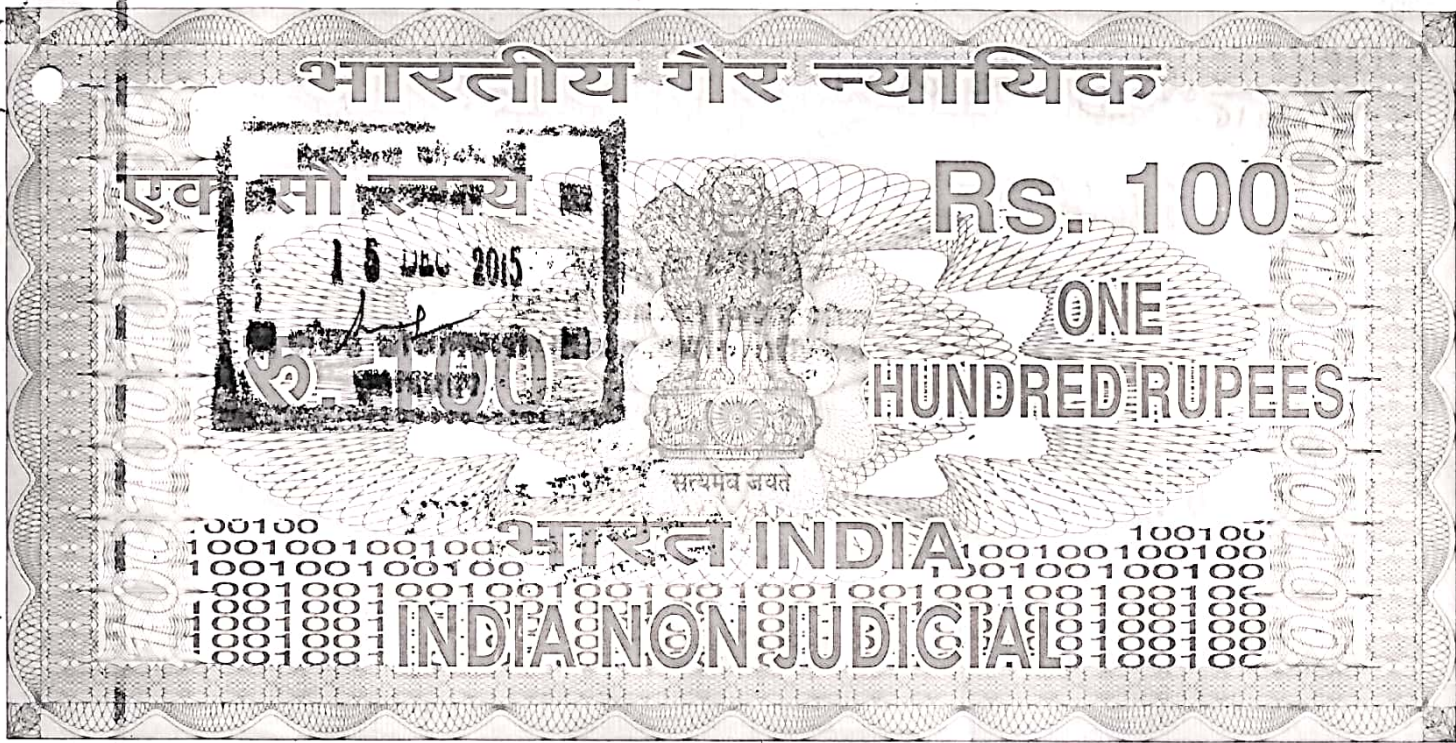 भारतीय गैर न्यायिक
एक सौ रुपये
Rs. 100
15 DEC 2015
ONE
रु. 100
HUNDRED RUPEES
सत्यमेव जयते
भारत INDIA
INDIA NON JUDICIAL